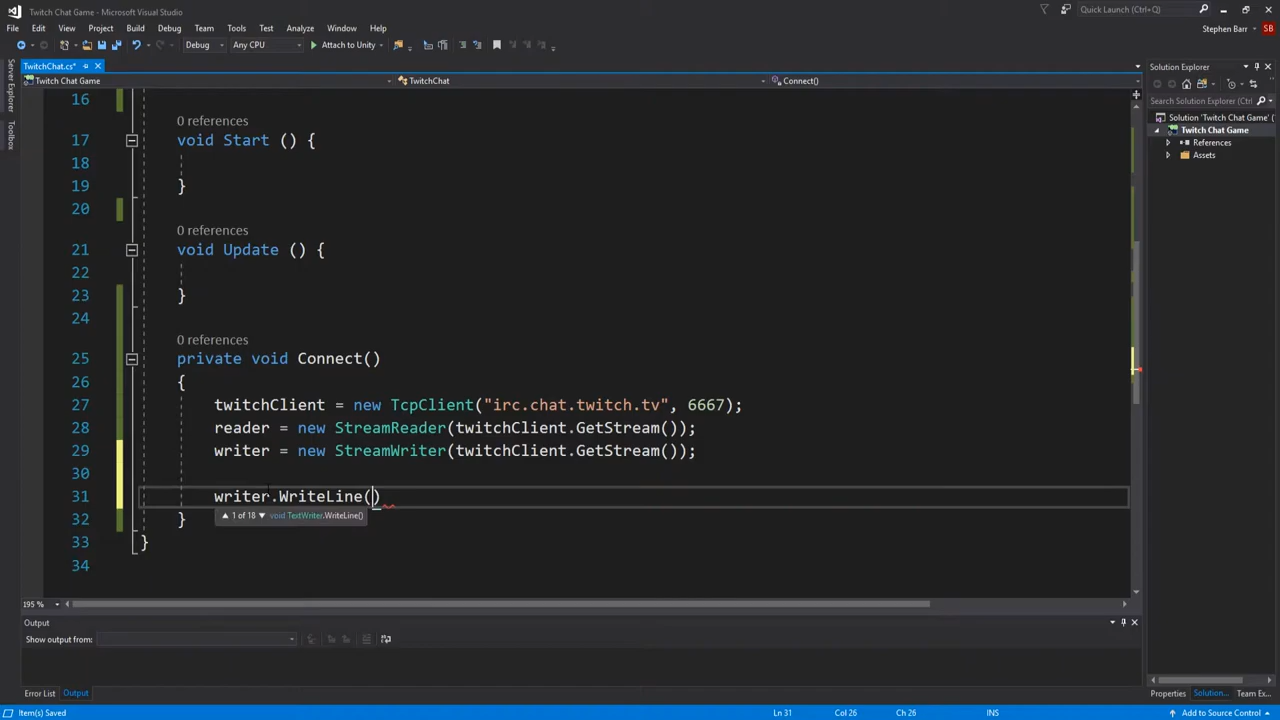 Twitch Chat Game - Microsoft Visual Studio
Quick Launch (Ctrl+Q)
File Edit View Project Build Debug Team Tools Test Analyze Window Help
Stephen Barr SB
Debug Any CPU Attach to Unity
TwitchChat.cs*
Solution Explorer
Twitch Chat Game TwitchChat Connect()
Server Explorer
Toolbox
Search Solution Explorer (Ctrl
Solution 'Twitch Chat Game' (
Twitch Chat Game
References
Assets
16
0 references
17 void Start () {
18
19 }
20
0 references
21 void Update () {
22
23 }
24
0 references
25 private void Connect()
26 {
27 twitchClient = new TcpClient("irc.chat.twitch.tv", 6667);
28 reader = new StreamReader(twitchClient.GetStream());
29 writer = new StreamWriter(twitchClient.GetStream());
30
31 writer.WriteLine()
1 of 18 void TextWriter.WriteLine()
32 }
33 }
34
195 %
Output
Show output from:
Error List Output
Properties Solution... Team Ex...
Item(s) Saved Ln 31 Col 26 Ch 26 INS Add to Source Control